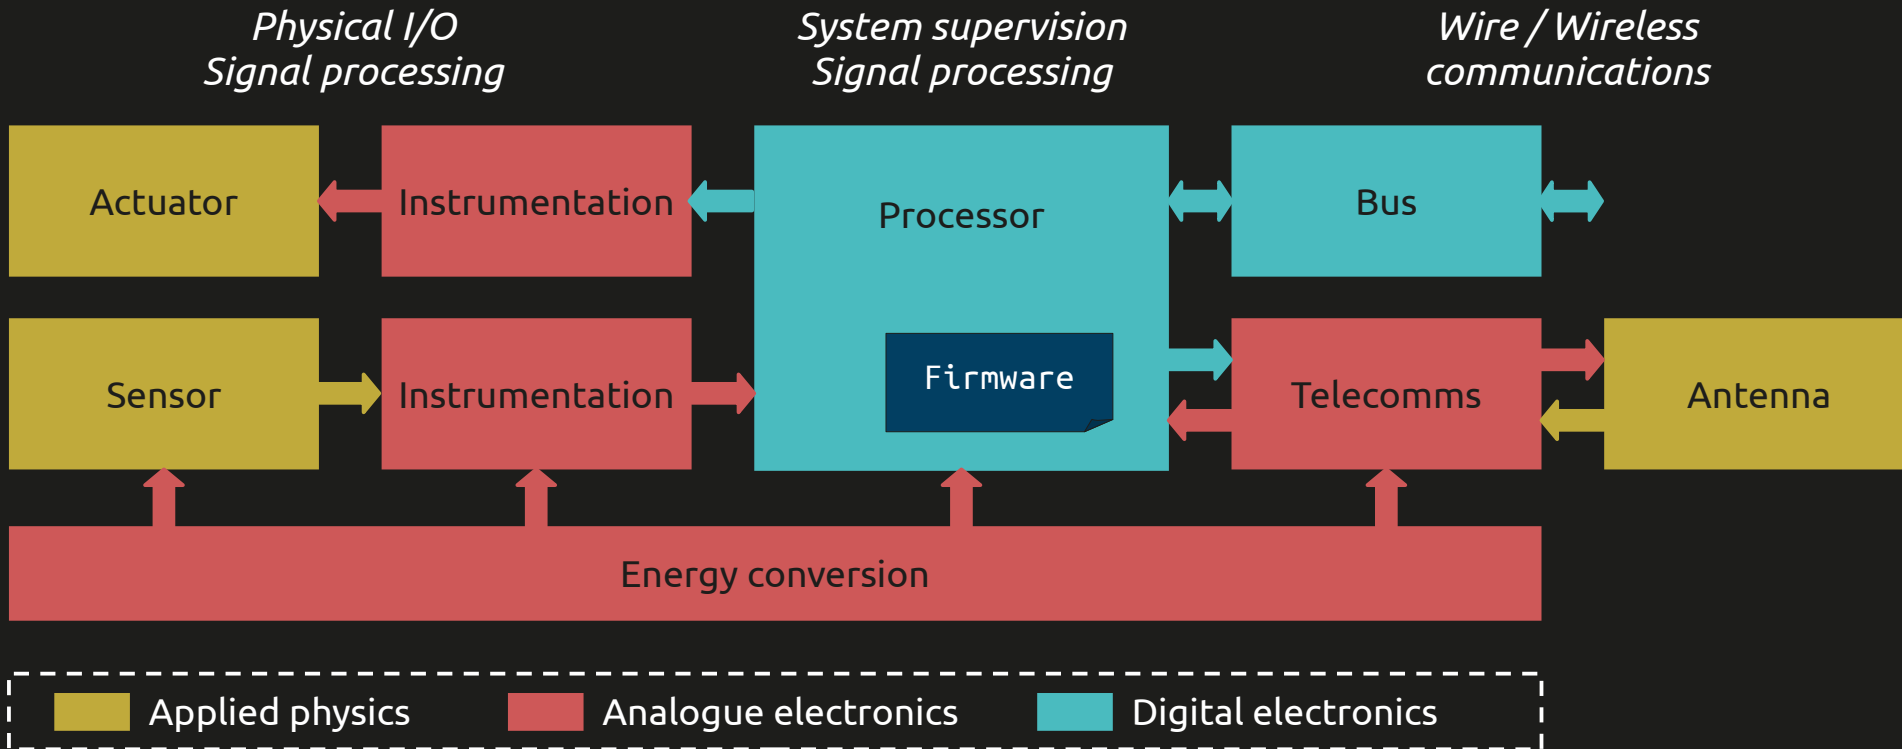 Physical I/O
Signal processing
System supervision
Signal processing
Wire / Wireless
communications
Actuator
Instrumentation
Processor
Bus
Sensor
Instrumentation
Firmware
Telecomms
Antenna
Energy conversion
Applied physics
Analogue electronics
Digital electronics